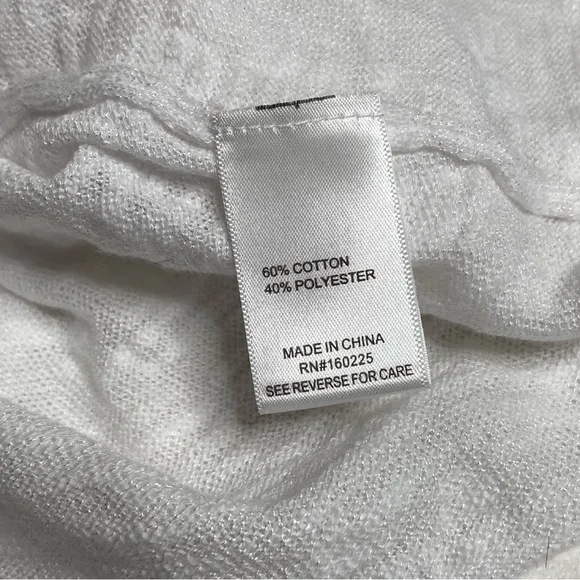 60% COTTON
40% POLYESTER
MADE IN CHINA
RN#160225
SEE REVERSE FOR CARE